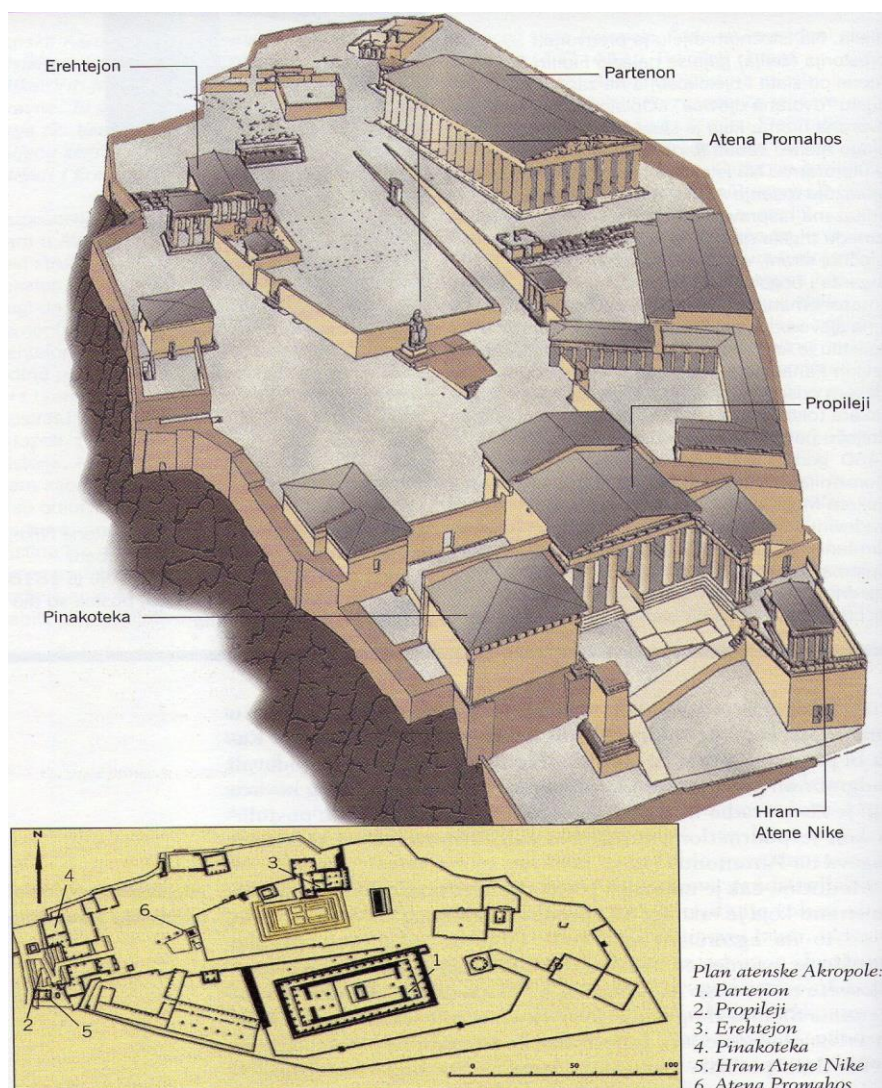 Erehtejon
Partenon
Atena Promahos
Propileji
Pinakoteka
Hram
Atene Nike
N
4
3
6
1
2
5
0
50
100
Plan atenske Akropole:
1. Partenon
2. Propileji
3. Erehtejon
4. Pinakoteka
5. Hram Atene Nike
6. Atena Promahos